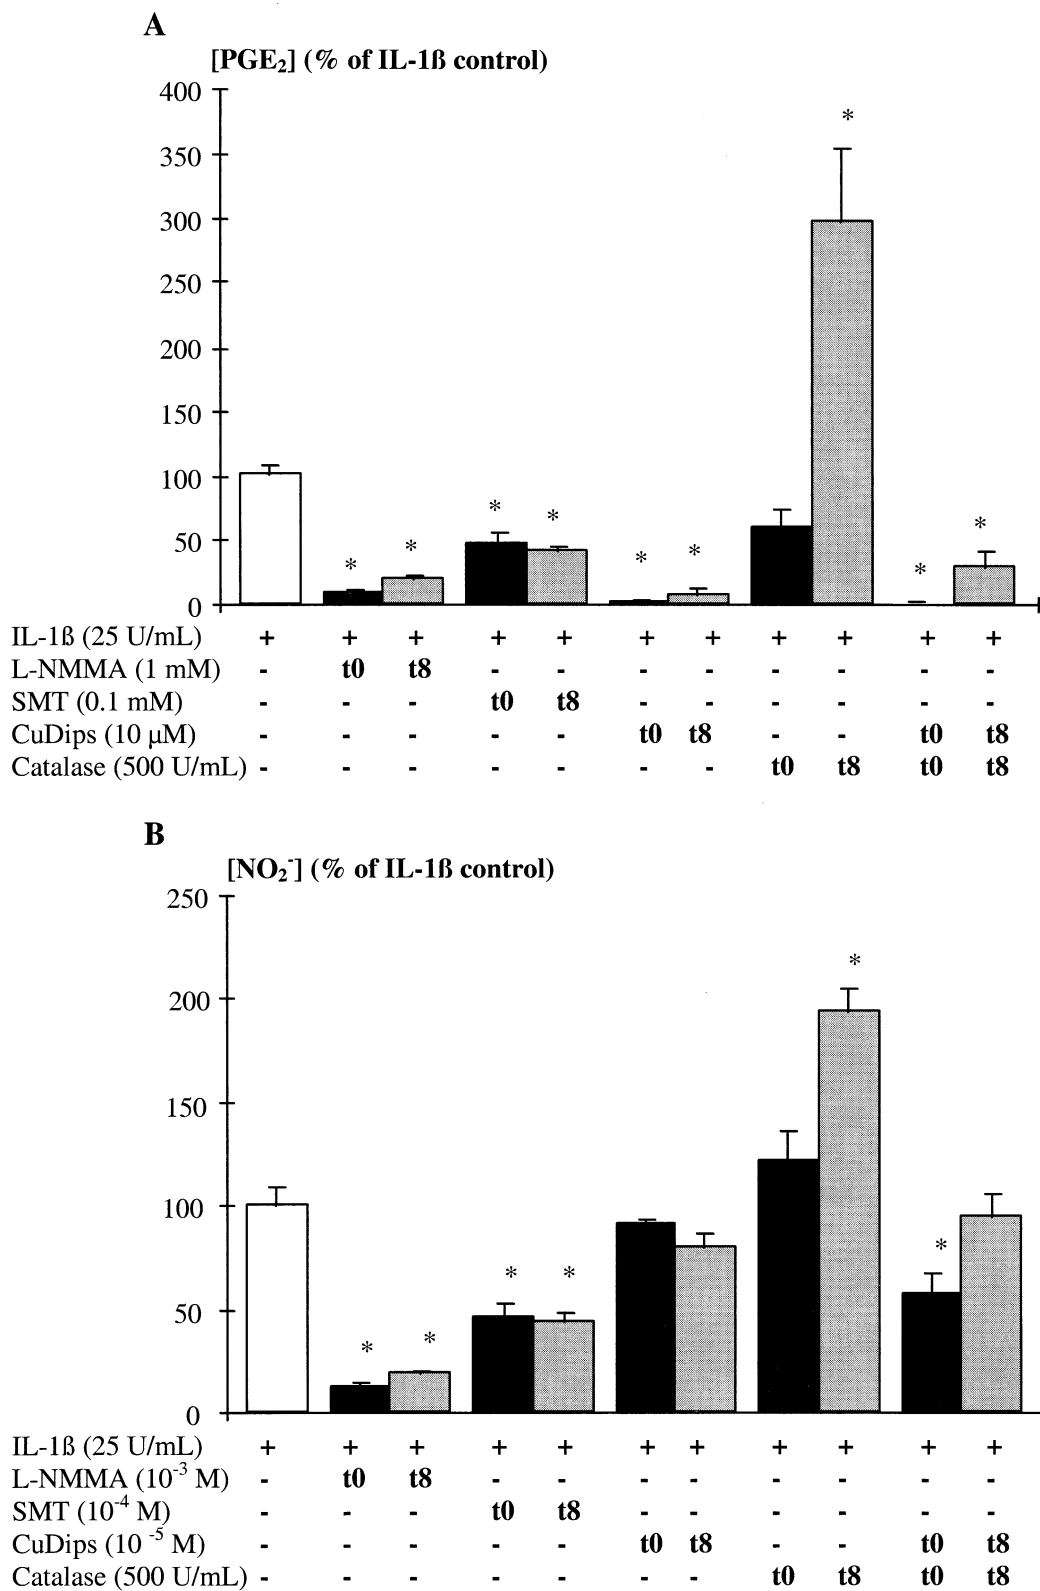 A
[PGE₂] (% of IL-1ß control)
400
350
300
250
200
150
100
50
0
*
* * * * * * * *
IL-1ß (25 U/mL) + + + + + + + + + + +
L-NMMA (1 mM) - t0 t8 - - - - - - - -
SMT (0.1 mM) - - - t0 t8 - - - - - -
CuDips (10 µM) - - - - - t0 t8 - - t0 t8
Catalase (500 U/mL) - - - - - - - t0 t8 t0 t8
B
[NO₂⁻] (% of IL-1ß control)
250
200
150
100
50
0
*
* * * * *
IL-1ß (25 U/mL) + + + + + + + + + + +
L-NMMA (10⁻³ M) - t0 t8 - - - - - - - -
SMT (10⁻⁴ M) - - - t0 t8 - - - - - -
CuDips (10 ⁻⁵ M) - - - - - t0 t8 - - t0 t8
Catalase (500 U/mL) - - - - - - - t0 t8 t0 t8